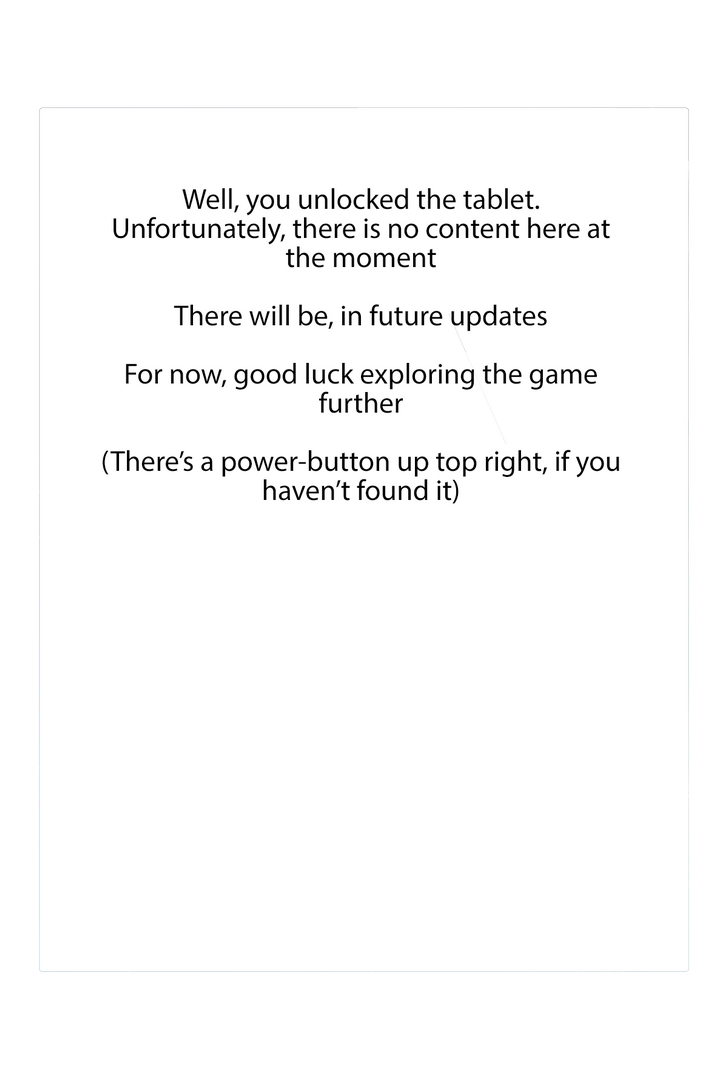 Well, you unlocked the tablet.
Unfortunately, there is no content here at
the moment
There will be, in future updates
For now, good luck exploring the game
further
(There’s a power-button up top right, if you
haven’t found it)